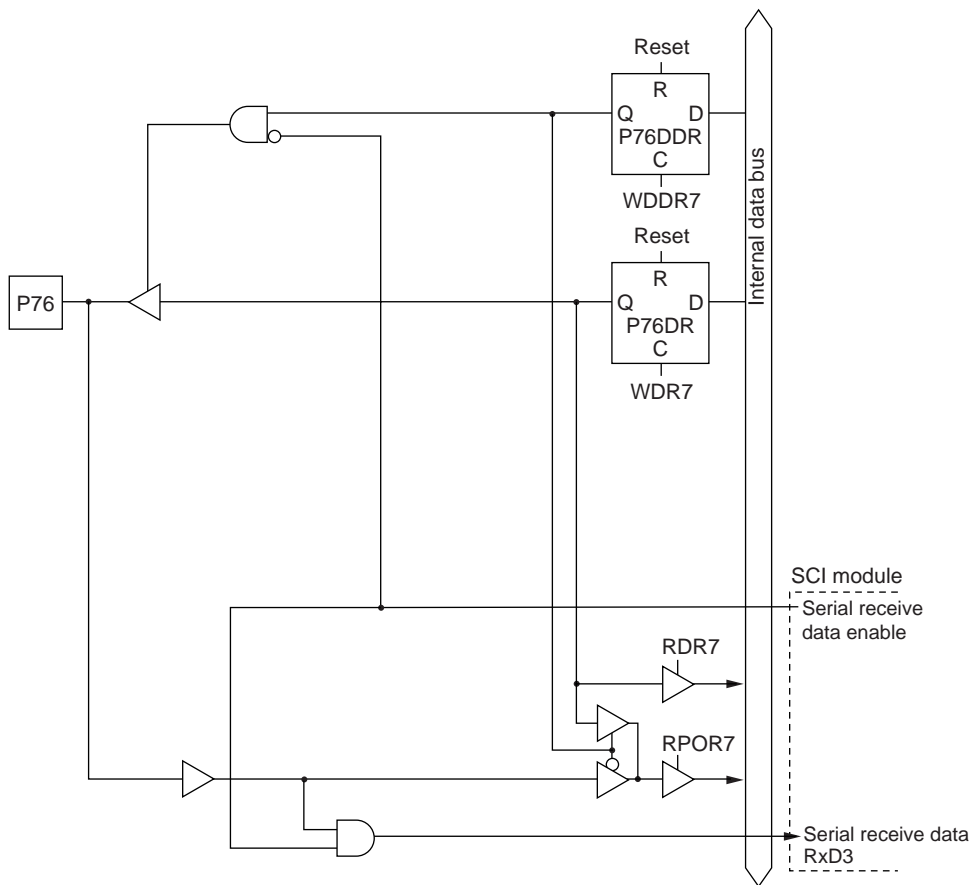 Reset
R
Q D
P76DDR
C
WDDR7
Reset
R
Q D
P76DR
C
WDR7
P76
Internal data bus
SCI module
Serial receive
data enable
RDR7
RPOR7
Serial receive data
RxD3